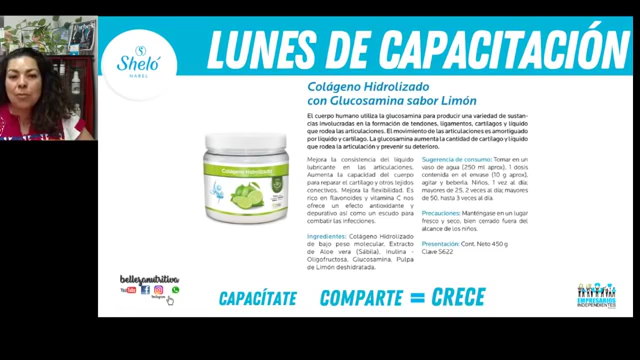 Sheló
NABEL
LUNES DE CAPACITACIÓN
Colágeno Hidrolizado
con Glucosamina sabor Limón
El cuerpo humano utiliza la glucosamina para producir una variedad de sustan-
cias involucradas en la formación de tendones, ligamentos, cartílagos y líquido
que rodea las articulaciones. El movimiento de las articulaciones es amortiguado
por líquido y cartílago. La glucosamina aumenta la cantidad de cartílago y líquido
que rodea la articulación y prevenir su deterioro.
Mejora la consistencia del líquido
lubricante en las articulaciones.
Aumenta la capacidad del cuerpo
para reparar el cartílago y otros tejidos
conectivos. Mejora la flexibilidad. Es
rico en flavonoides y vitamina C nos
ofrece un efecto antioxidante y
depurativo así como un escudo para
combatir las infecciones.
Ingredientes: Colágeno Hidrolizado
de bajo peso molecular, Extracto
de Aloe vera (Sábila), Inulina -
Oligofructosa, Glucosamina, Pulpa
de Limón deshidratada.
Sugerencia de consumo: Tomar en un
vaso de agua (250 ml aprox), 1 dosis
contenida en el envase (10 g aprox),
agitar y beberla. Niños, 1 vez al día;
mayores de 25, 2 veces al día; mayores
de 50, hasta 3 veces al día.
Precauciones: Manténgase en un lugar
fresco y seco, bien cerrado fuera del
alcance de los niños.
Presentación: Cont. Neto 450 g
Clave S622
Colágeno Hidrolizado
bellezanutritiva
YouTube
Instagram
CAPACÍTATE COMPARTE = CRECE
EMPRESARIOS
INDEPENDIENTES